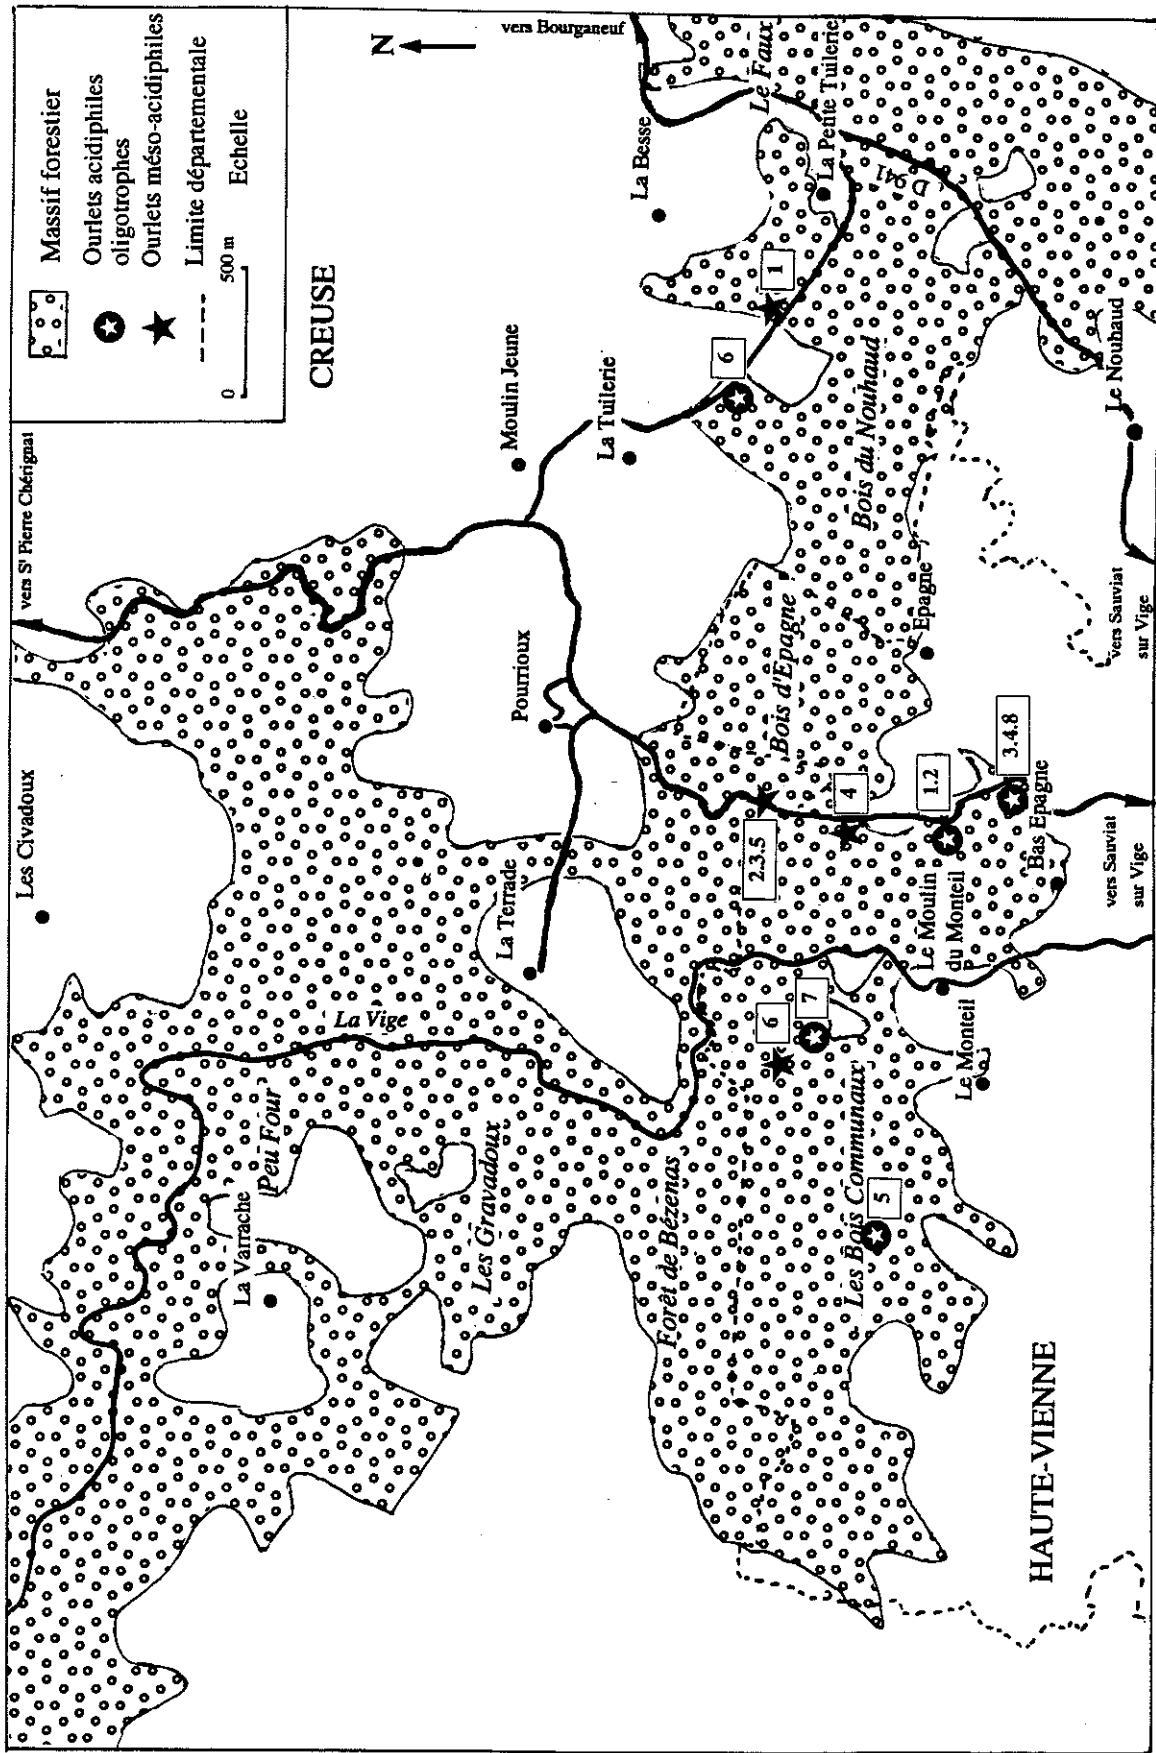 Massif forestier
Ourlets acidiphiles
oligotrophes
Ourlets méso-acidiphiles
Limite départementale
0 500 m Echelle
N
CREUSE
HAUTE-VIENNE
vers S<sup>t</sup> Pierre Chérignat
vers Bourganeuf
Les Civadoux
La Vige
Peu Four
La Varrache
Les Gravadoux
La Terrade
Pourrioux
Moulin Jeune
La Tuilerie
La Besse
Le Faux
La Petite Tuilerie
D 941
1
6
Bois du Nouhaud
Bois d'Epagne
Epagne
Le Nouhaud
vers Sauviat
sur Vige
2.3.5
4
1.2
3.4.8
Bas Epagne
vers Sauviat
sur Vige
Le Moulin
du Monteil
Le Monteil
6
7
5
Forêt de Bézenas
Les Bois Communaux